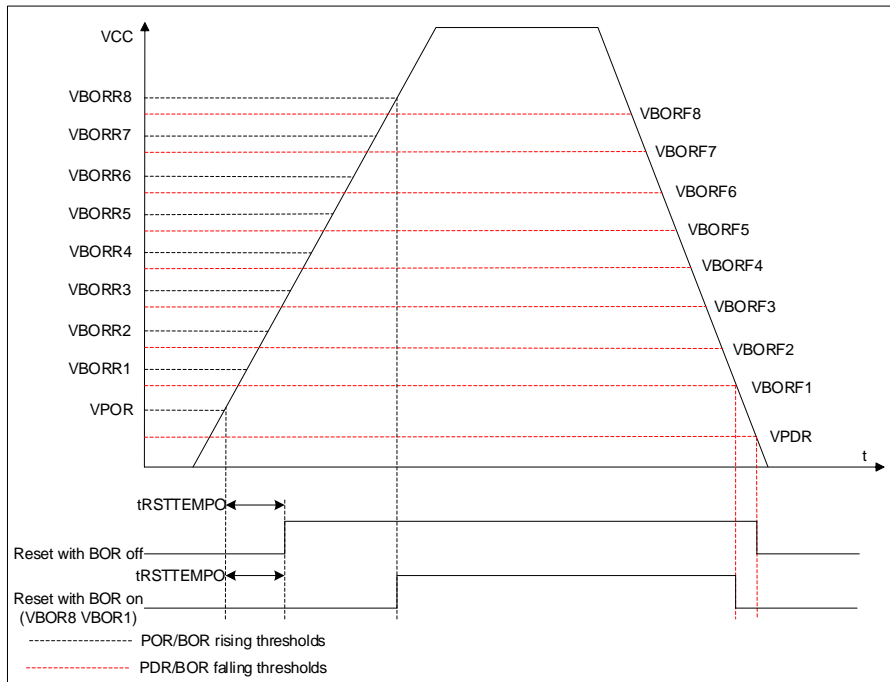 VCC
VBORR8
VBORF8
VBORR7
VBORF7
VBORR6
VBORF6
VBORR5
VBORF5
VBORR4
VBORF4
VBORR3
VBORF3
VBORR2
VBORF2
VBORR1
VBORF1
VPOR
VPDR
t
tRSTTEMPO
Reset with BOR off
tRSTTEMPO
Reset with BOR on
(VBOR8 VBOR1)
POR/BOR rising thresholds
PDR/BOR falling thresholds